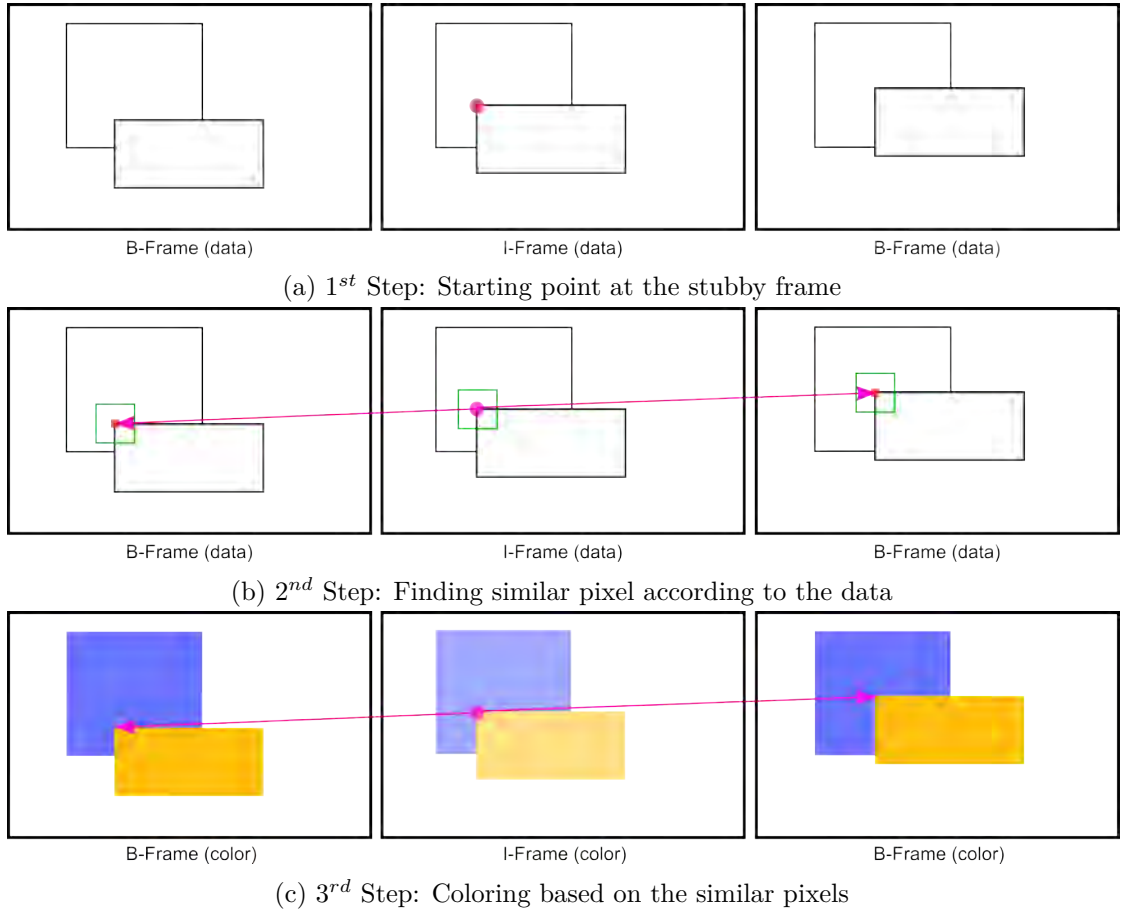 B-Frame (data) I-Frame (data) B-Frame (data)
(a) 1st Step: Starting point at the stubby frame
B-Frame (data) I-Frame (data) B-Frame (data)
(b) 2nd Step: Finding similar pixel according to the data
B-Frame (color) I-Frame (color) B-Frame (color)
(c) 3rd Step: Coloring based on the similar pixels